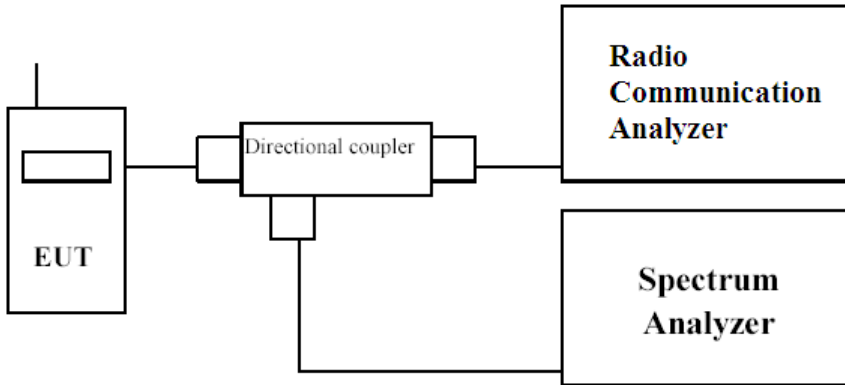 Radio
Communication
Analyzer
Directional coupler
EUT
Spectrum
Analyzer